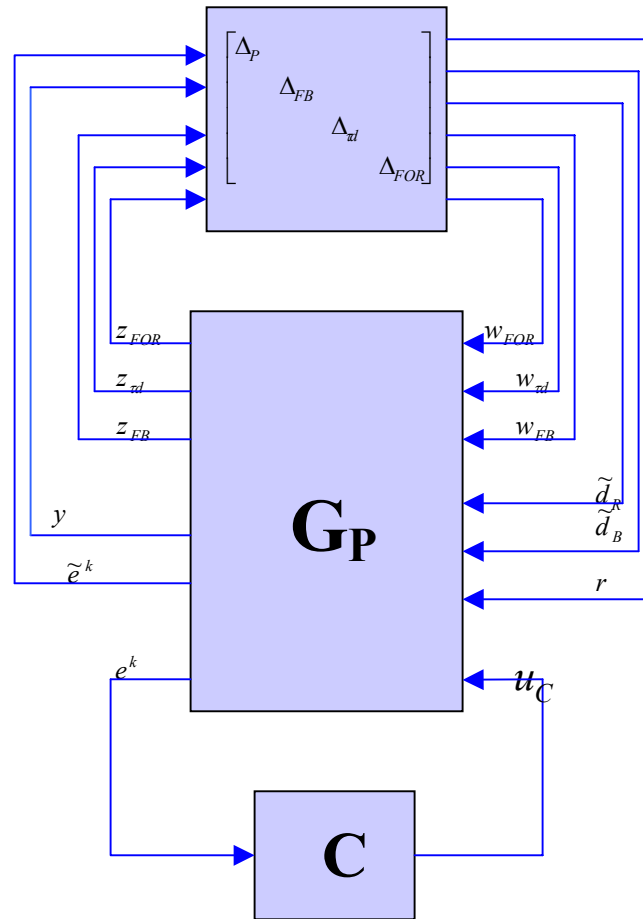 Δ_P
Δ_FB
Δ_τd
Δ_FOR
z_FOR w_FOR
z_τd w_τd
z_FB w_FB
d̃_R
y d̃_B
ẽ^k r
G_P
e^k u_C
C